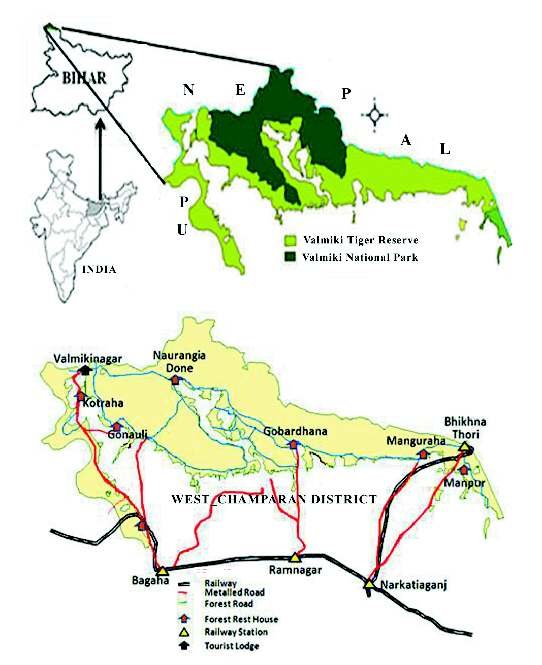 BIHAR
N E P A L
P
U
INDIA
Valmiki Tiger Reserve
Valmiki National Park
Valmikinagar
Naurangia
Done
Kotraha
Gonauli
Gobardhana
Bhikhna
Thori
Manguraha
Manpur
WEST_CHAMPARAN DISTRICT
Bagaha
Ramnagar
Narkatiaganj
Railway
Metalled Road
Forest Road
Forest Rest House
Railway Station
Tourist Lodge